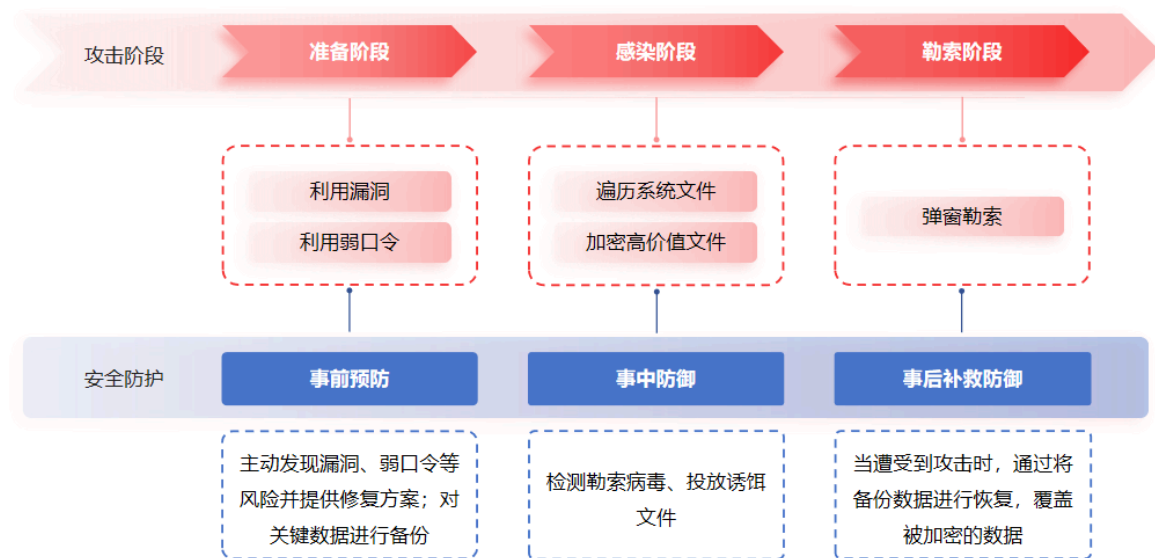 攻击阶段
准备阶段
感染阶段
勒索阶段
利用漏洞
利用弱口令
遍历系统文件
加密高价值文件
弹窗勒索
安全防护
事前预防
事中防御
事后补救防御
主动发现漏洞、弱口令等
风险并提供修复方案；对
关键数据进行备份
检测勒索病毒、投放诱饵
文件
当遭受到攻击时，通过将
备份数据进行恢复，覆盖
被加密的数据